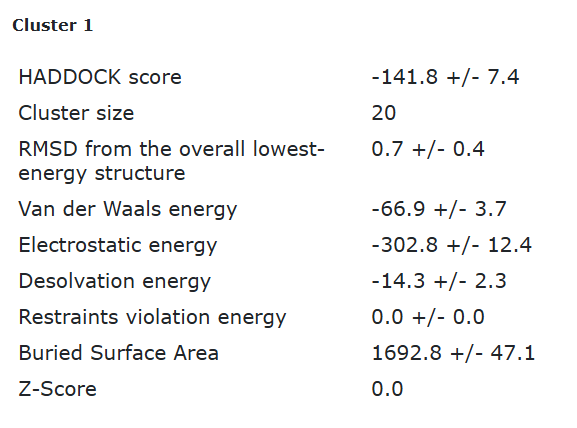 Cluster 1
HADDOCK score -141.8 +/- 7.4
Cluster size 20
RMSD from the overall lowest- 0.7 +/- 0.4
energy structure
Van der Waals energy -66.9 +/- 3.7
Electrostatic energy -302.8 +/- 12.4
Desolvation energy -14.3 +/- 2.3
Restraints violation energy 0.0 +/- 0.0
Buried Surface Area 1692.8 +/- 47.1
Z-Score 0.0